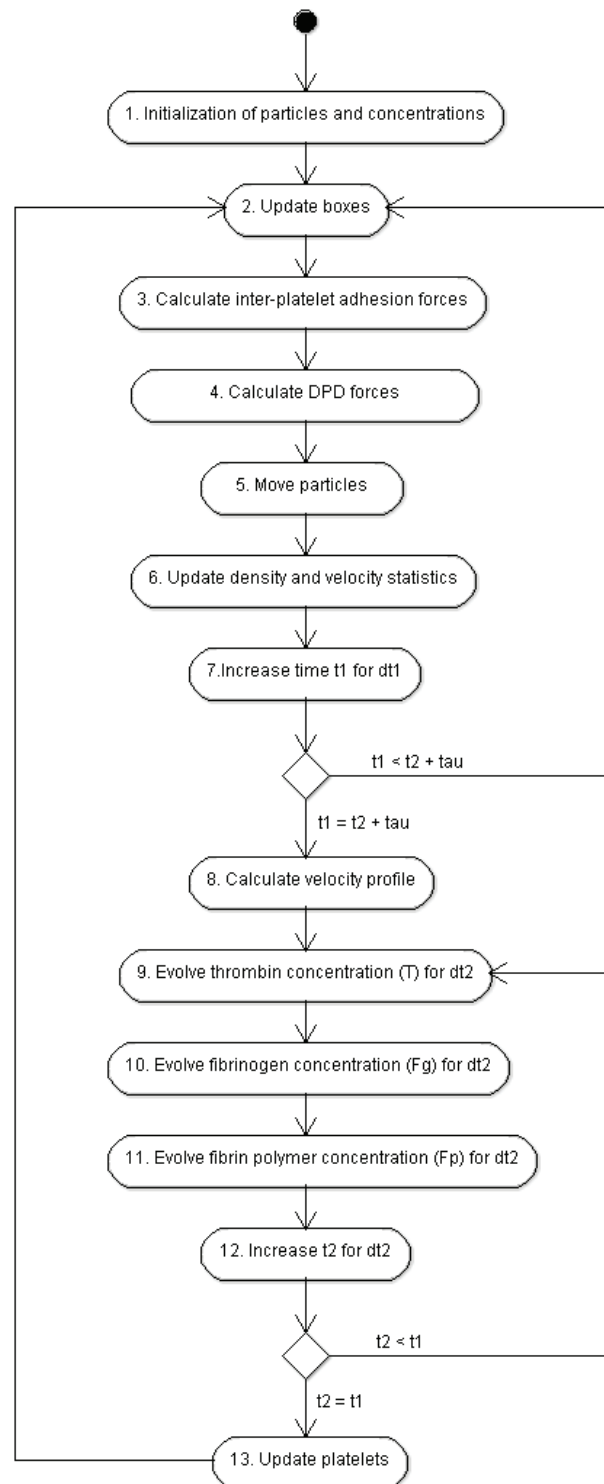 1. Initialization of particles and concentrations
2. Update boxes
3. Calculate inter-platelet adhesion forces
4. Calculate DPD forces
5. Move particles
6. Update density and velocity statistics
7.Increase time t1 for dt1
t1 < t2 + tau
t1 = t2 + tau
8. Calculate velocity profile
9. Evolve thrombin concentration (T) for dt2
10. Evolve fibrinogen concentration (Fg) for dt2
11. Evolve fibrin polymer concentration (Fp) for dt2
12. Increase t2 for dt2
t2 < t1
t2 = t1
13. Update platelets